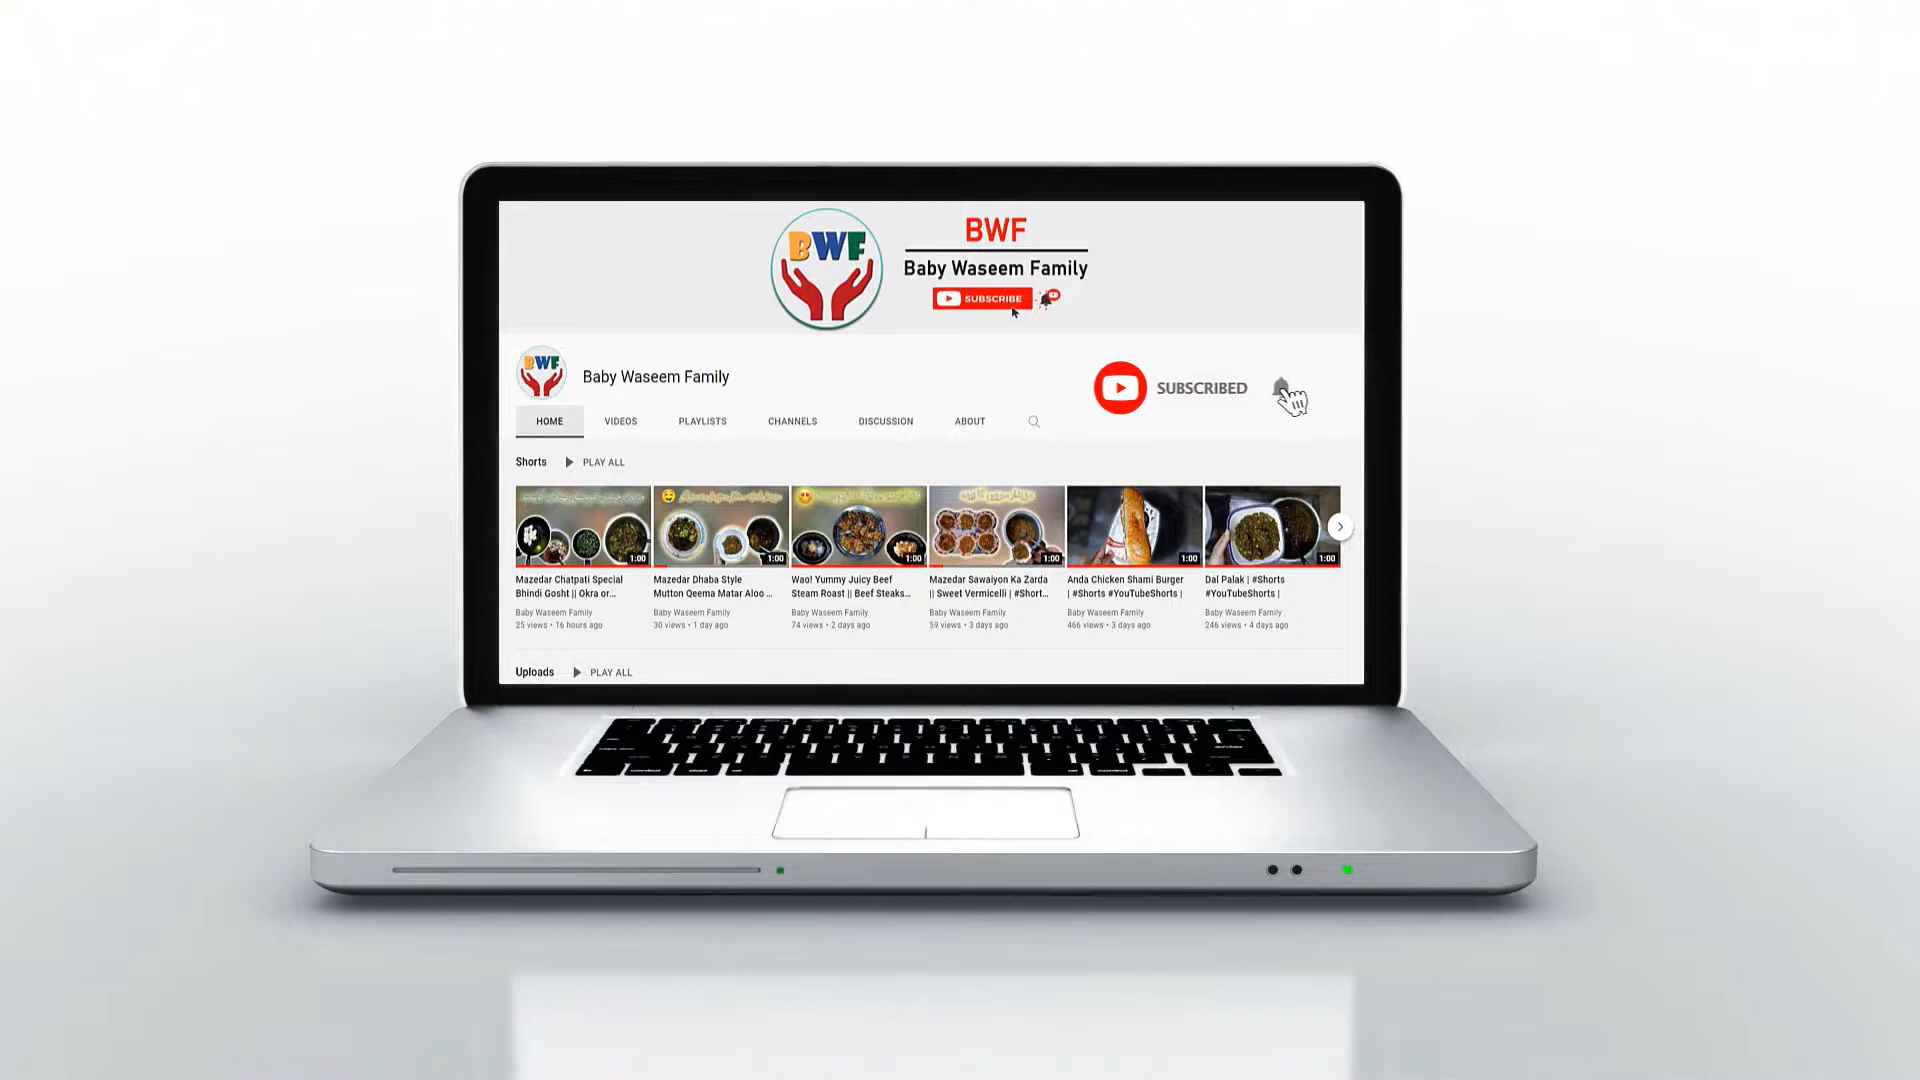 BWF
BWF
Baby Waseem Family
SUBSCRIBE
BWF
Baby Waseem Family
SUBSCRIBED
HOME VIDEOS PLAYLISTS CHANNELS DISCUSSION ABOUT
Shorts PLAY ALL
1:00 1:00 1:00 1:00 1:00 1:00
Mazedar Chatpati Special
Bhindi Gosht || Okra or...
Baby Waseem Family
25 views • 16 hours ago
Mazedar Dhaba Style
Mutton Qeema Matar Aloo ...
Baby Waseem Family
30 views • 1 day ago
Wao! Yummy Juicy Beef
Steam Roast || Beef Steaks...
Baby Waseem Family
74 views • 2 days ago
Mazedar Sawaiyon Ka Zarda
|| Sweet Vermicelli | #Short...
Baby Waseem Family
59 views • 3 days ago
Anda Chicken Shami Burger
| #Shorts #YouTubeShorts |
Baby Waseem Family
466 views • 3 days ago
Dal Palak | #Shorts
#YouTubeShorts |
Baby Waseem Family
246 views • 4 days ago
Uploads PLAY ALL